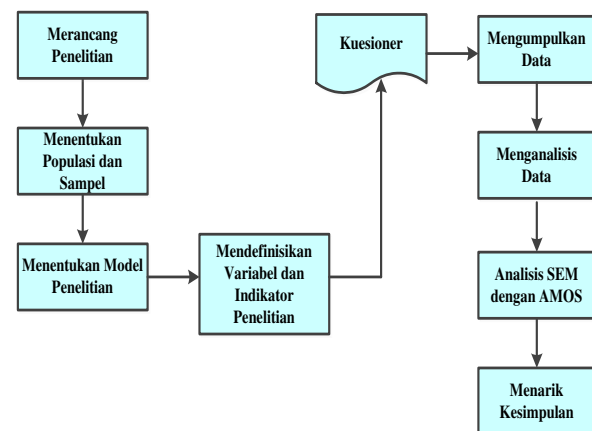 Merancang
Penelitian
Menentukan
Populasi dan
Sampel
Menentukan Model
Penelitian
Mendefinisikan
Variabel dan
Indikator
Penelitian
Kuesioner
Mengumpulkan
Data
Menganalisis
Data
Analisis SEM
dengan AMOS
Menarik
Kesimpulan